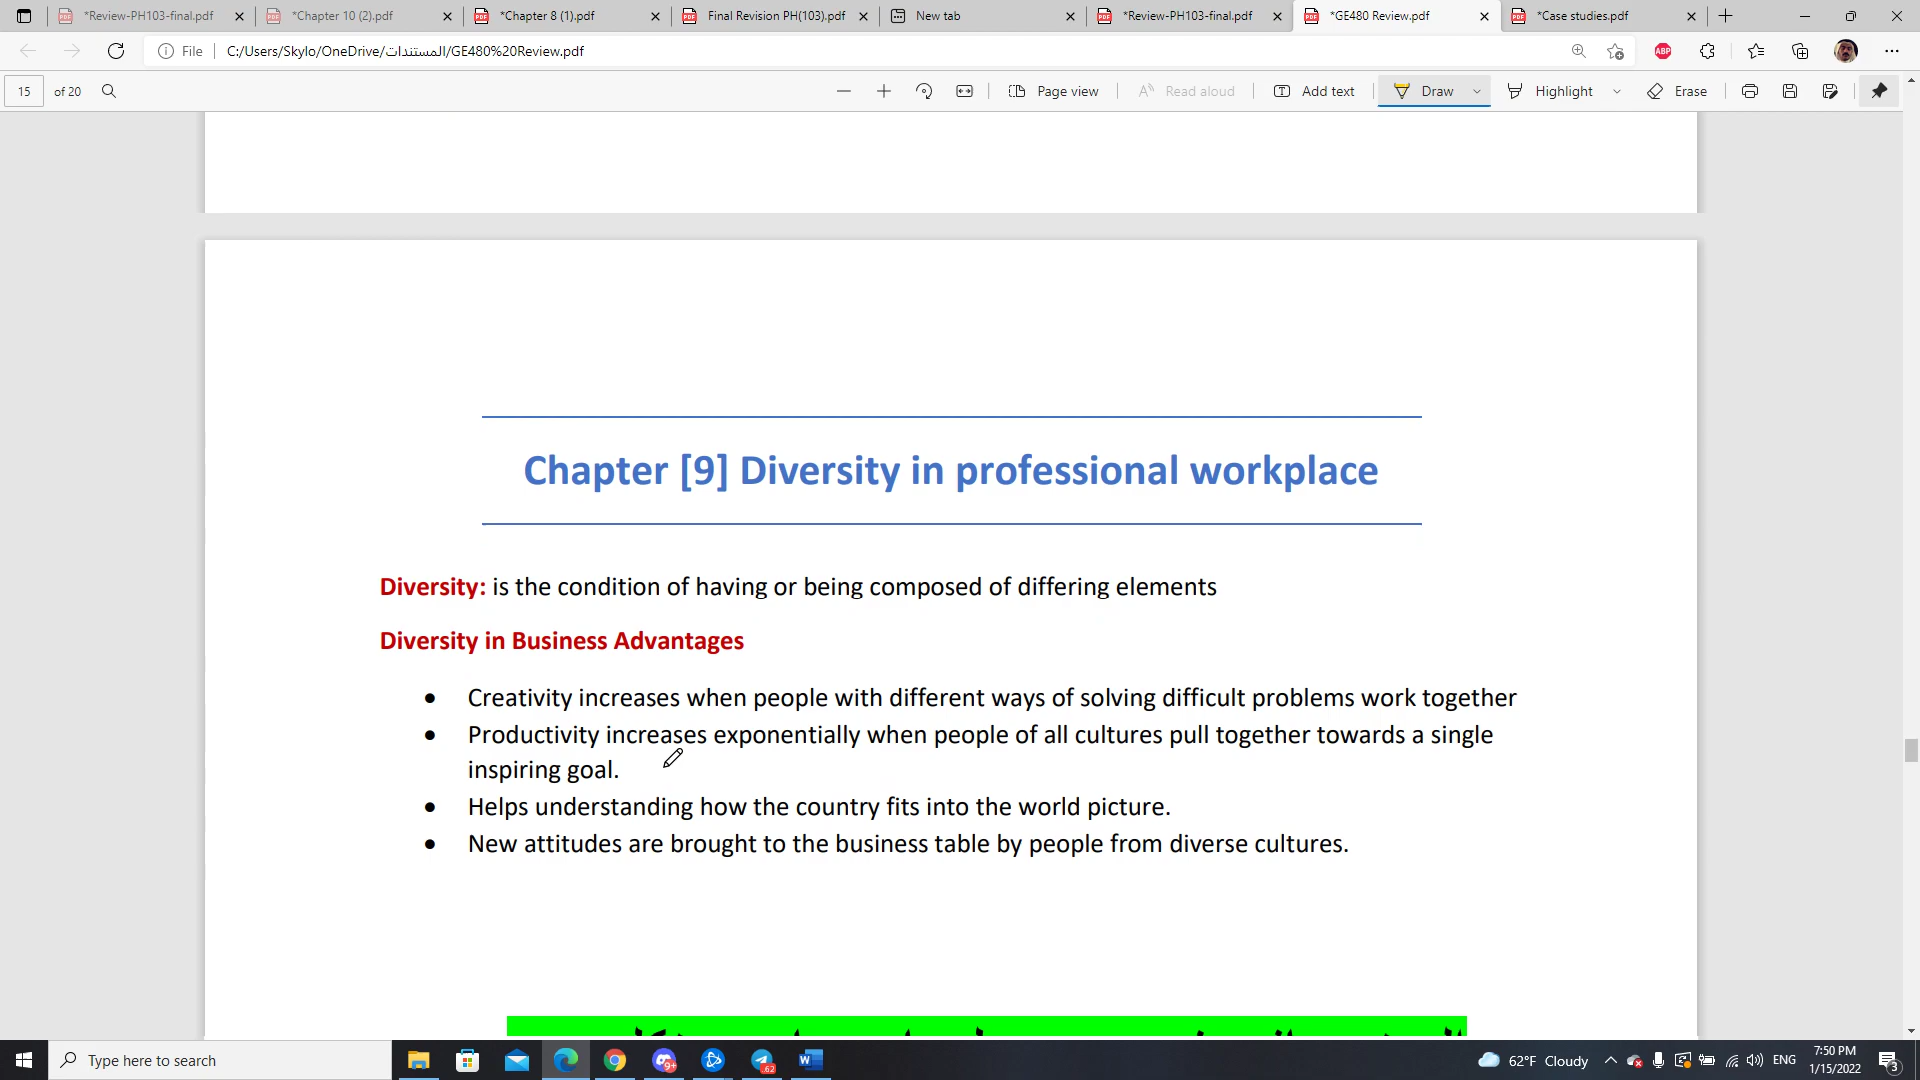 *Review-PH103-final.pdf
*Chapter 10 (2).pdf
*Chapter 8 (1).pdf
Final Revision PH(103).pdf
New tab
*Review-PH103-final.pdf
*GE480 Review.pdf
*Case studies.pdf
File
C:/Users/Skylo/OneDrive/المستندات/GE480%20Review.pdf
ABP
15 of 20
Page view
Read aloud
Add text
Draw
Highlight
Erase
Chapter [9] Diversity in professional workplace
Diversity: is the condition of having or being composed of differing elements
Diversity in Business Advantages
• Creativity increases when people with different ways of solving difficult problems work together
• Productivity increases exponentially when people of all cultures pull together towards a single
inspiring goal.
• Helps understanding how the country fits into the world picture.
• New attitudes are brought to the business table by people from diverse cultures.
Type here to search
9+
62
62°F Cloudy
ENG
7:50 PM
1/15/2022
3